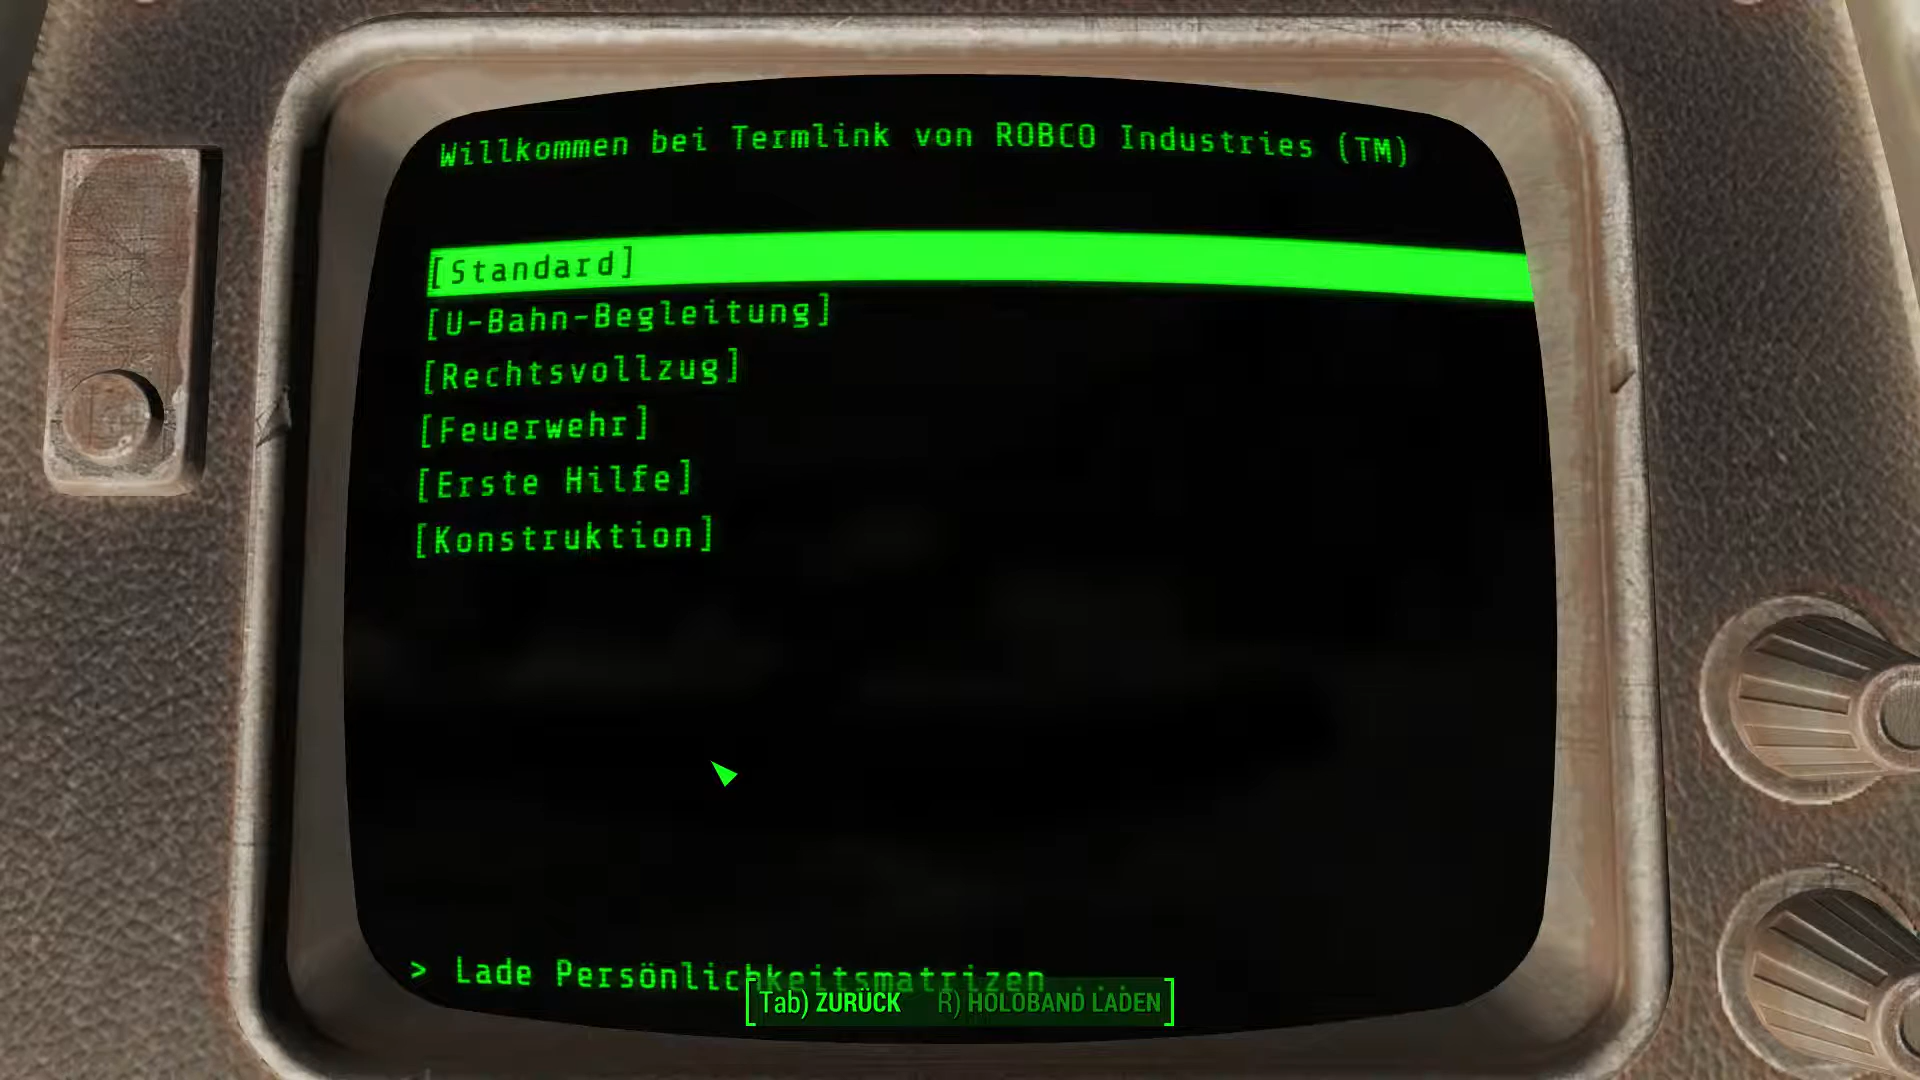 Willkommen bei Termlink von ROBCO Industries (TM)
[Standard]
[U-Bahn-Begleitung]
[Rechtsvollzug]
[Feuerwehr]
[Erste Hilfe]
[Konstruktion]
> Lade Persönlichkeitsmatrizen ...
Tab) ZURÜCK R) HOLOBAND LADEN